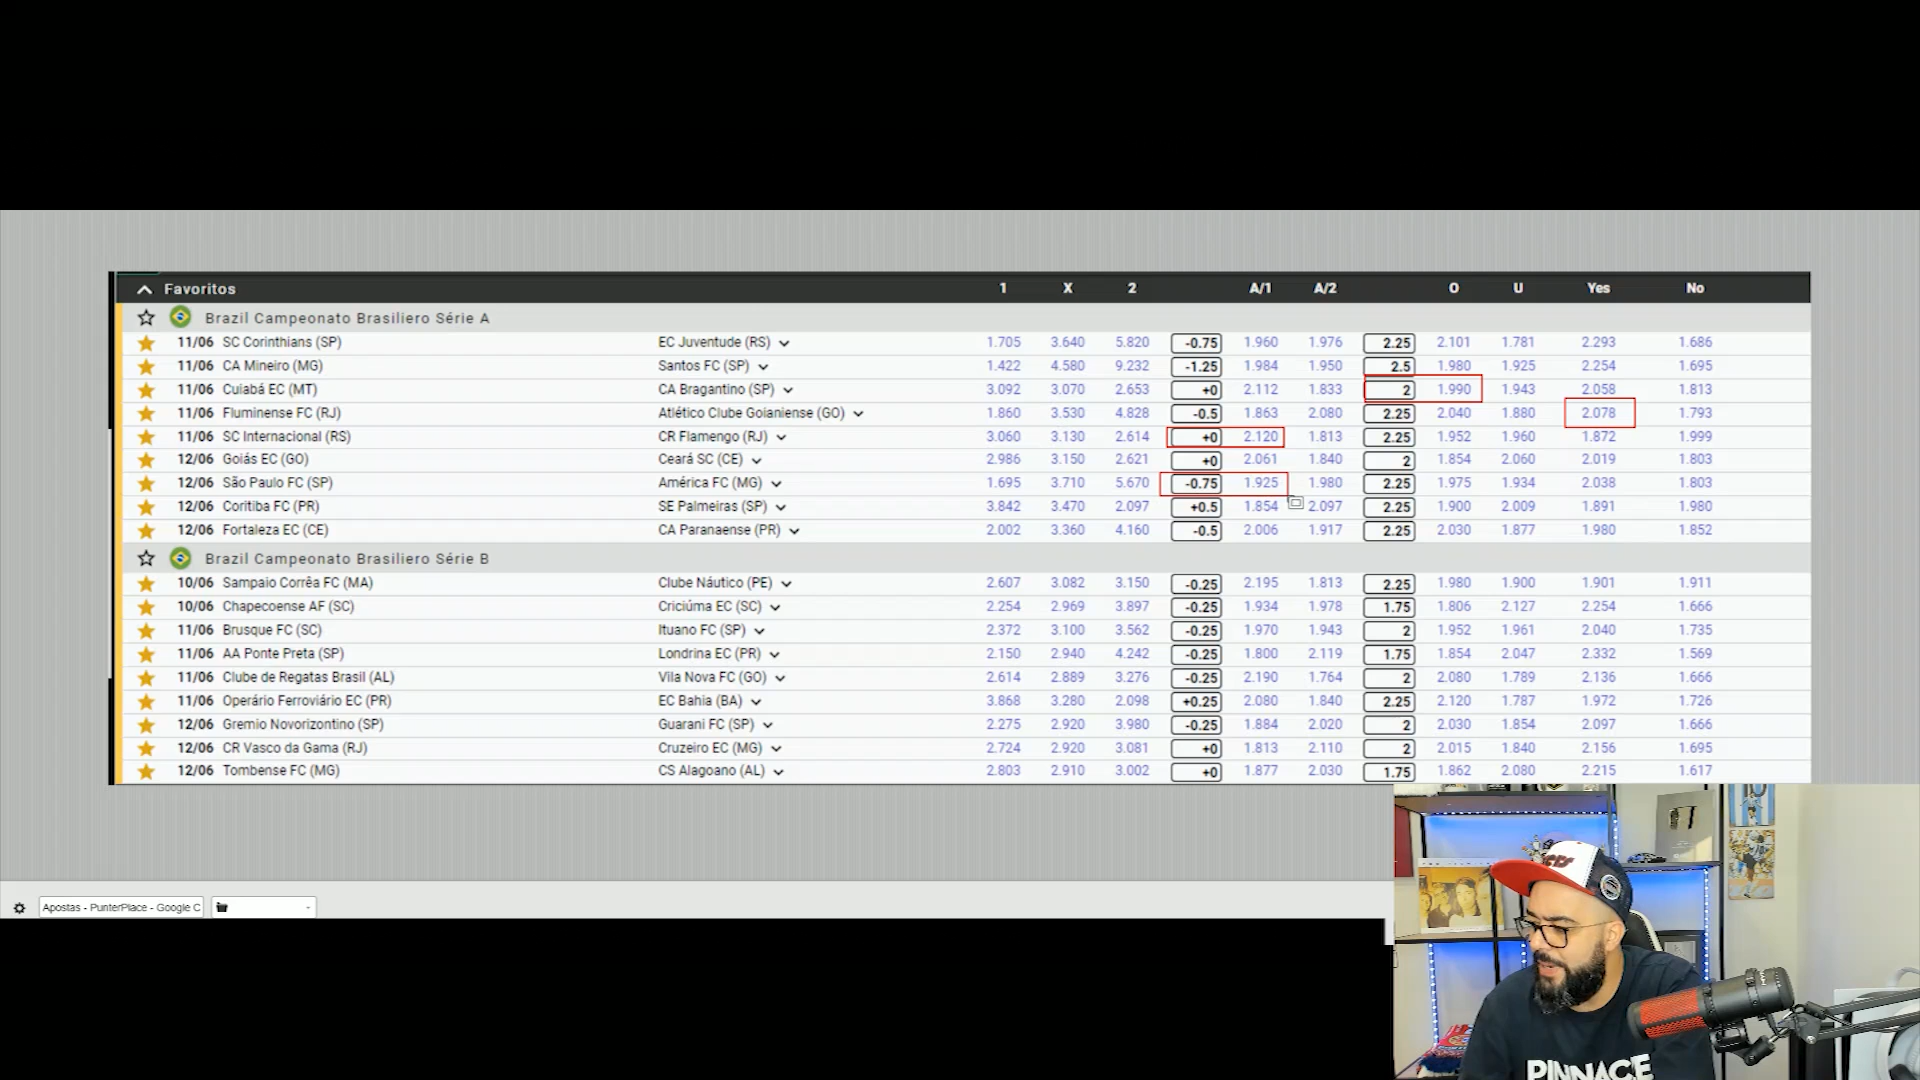 Favoritos 1 X 2 A/1 A/2 O U Yes No
Brazil Campeonato Brasiliero Série A
11/06 SC Corinthians (SP) EC Juventude (RS) 1.705 3.640 5.820 -0.75 1.960 1.976 2.25 2.101 1.781 2.293 1.686
11/06 CA Mineiro (MG) Santos FC (SP) 1.422 4.580 9.232 -1.25 1.984 1.950 2.5 1.980 1.925 2.254 1.695
11/06 Cuiabá EC (MT) CA Bragantino (SP) 3.092 3.070 2.653 +0 2.112 1.833 2 1.990 1.943 2.058 1.813
11/06 Fluminense FC (RJ) Atlético Clube Goianiense (GO) 1.860 3.530 4.828 -0.5 1.863 2.080 2.25 2.040 1.880 2.078 1.793
11/06 SC Internacional (RS) CR Flamengo (RJ) 3.060 3.130 2.614 +0 2.120 1.813 2.25 1.952 1.960 1.872 1.999
12/06 Goiás EC (GO) Ceará SC (CE) 2.986 3.150 2.621 +0 2.061 1.840 2 1.854 2.060 2.019 1.803
12/06 São Paulo FC (SP) América FC (MG) 1.695 3.710 5.670 -0.75 1.925 1.980 2.25 1.975 1.934 2.038 1.803
12/06 Coritiba FC (PR) SE Palmeiras (SP) 3.842 3.470 2.097 +0.5 1.854 2.097 2.25 1.900 2.009 1.891 1.980
12/06 Fortaleza EC (CE) CA Paranaense (PR) 2.002 3.360 4.160 -0.5 2.006 1.917 2.25 2.030 1.877 1.980 1.852
Brazil Campeonato Brasiliero Série B
10/06 Sampaio Corrêa FC (MA) Clube Náutico (PE) 2.607 3.082 3.150 -0.25 2.195 1.813 2.25 1.980 1.900 1.901 1.911
10/06 Chapecoense AF (SC) Criciúma EC (SC) 2.254 2.969 3.897 -0.25 1.934 1.978 1.75 1.806 2.127 2.254 1.666
11/06 Brusque FC (SC) Ituano FC (SP) 2.372 3.100 3.562 -0.25 1.970 1.943 2 1.952 1.961 2.040 1.735
11/06 AA Ponte Preta (SP) Londrina EC (PR) 2.150 2.940 4.242 -0.25 1.800 2.119 1.75 1.854 2.047 2.332 1.569
11/06 Clube de Regatas Brasil (AL) Vila Nova FC (GO) 2.614 2.889 3.276 -0.25 2.190 1.764 2 2.080 1.789 2.136 1.666
11/06 Operário Ferroviário EC (PR) EC Bahia (BA) 3.868 3.280 2.098 +0.25 2.080 1.840 2.25 2.120 1.787 1.972 1.726
12/06 Gremio Novorizontino (SP) Guarani FC (SP) 2.275 2.920 3.980 -0.25 1.884 2.020 2 2.030 1.854 2.097 1.666
12/06 CR Vasco da Gama (RJ) Cruzeiro EC (MG) 2.724 2.920 3.081 +0 1.813 2.110 2 2.015 1.840 2.156 1.695
12/06 Tombense FC (MG) CS Alagoano (AL) 2.803 2.910 3.002 +0 1.877 2.030 1.75 1.862 2.080 2.215 1.617
Apostas - PunterPlace - Google C
PINNACE